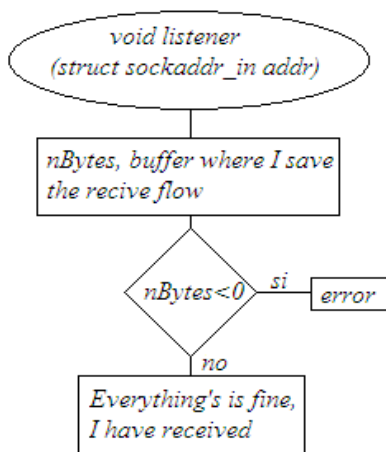 void listener
(struct sockaddr_in addr)
nBytes, buffer where I save
the recive flow
nBytes<0
si
error
no
Everything's is fine,
I have received